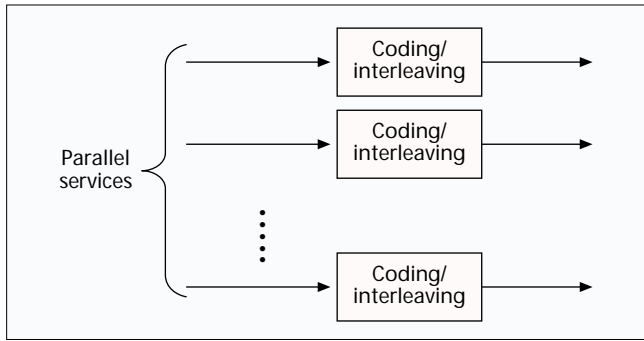 Coding/
interleaving
Coding/
interleaving
Parallel
services
Coding/
interleaving